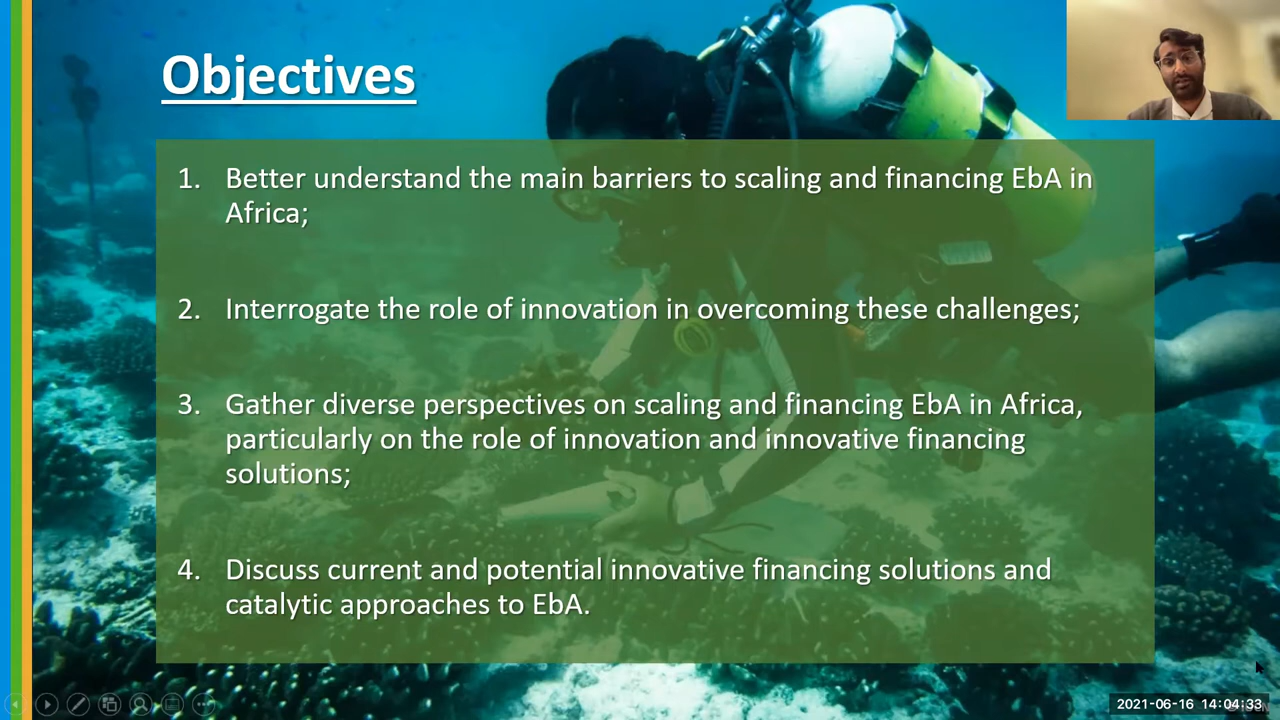 Objectives
1. Better understand the main barriers to scaling and financing EbA in
Africa;
2. Interrogate the role of innovation in overcoming these challenges;
3. Gather diverse perspectives on scaling and financing EbA in Africa,
particularly on the role of innovation and innovative financing
solutions;
4. Discuss current and potential innovative financing solutions and
catalytic approaches to EbA.
2021-06-16 14:04:33